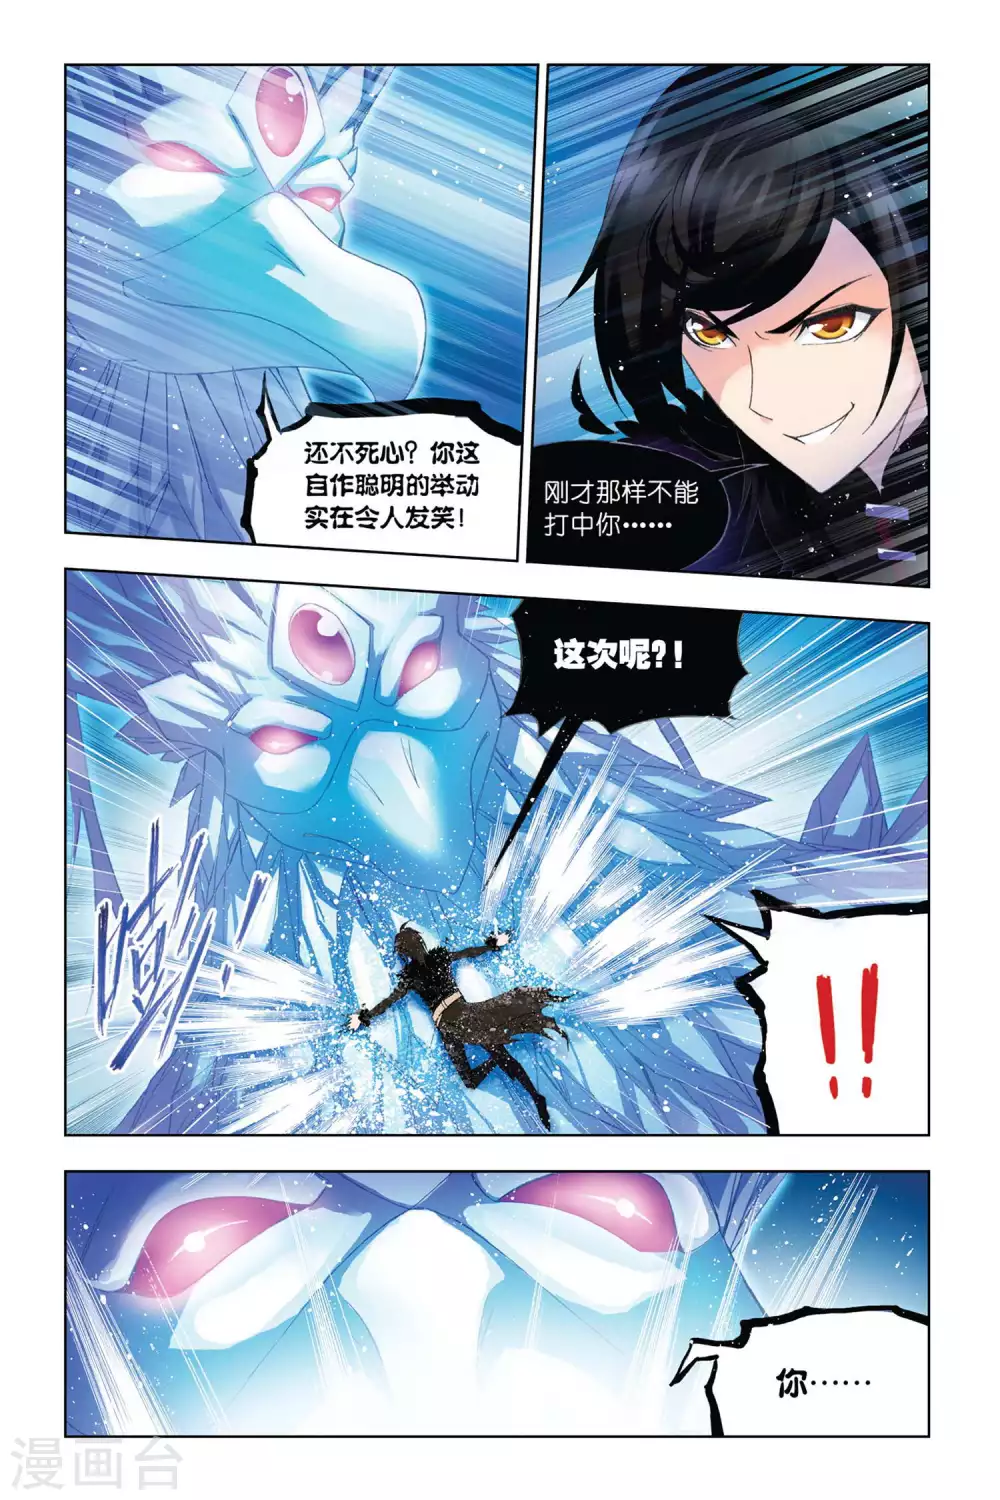 还不死心？你这
自作聪明的举动
实在令人发笑！
刚才那样不能
打中你……
这次呢？！
！！
你……
漫画台